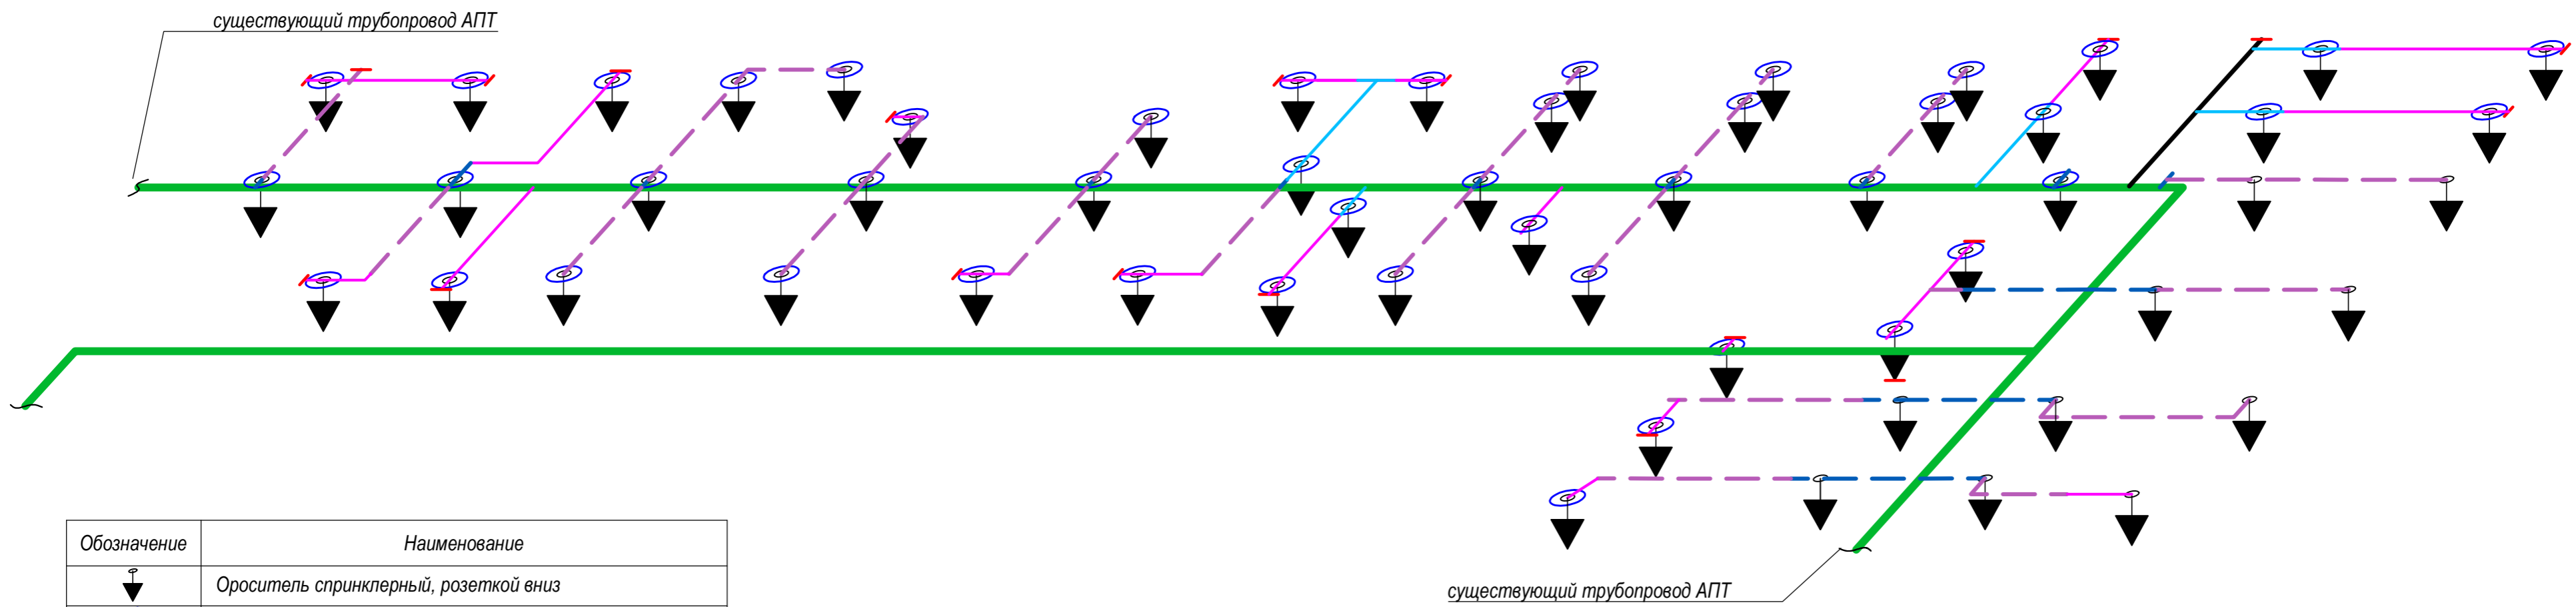 существующий трубопровод АПТ
Обозначение Наименование
Ороситель спринклерный, розеткой вниз
существующий трубопровод АПТ